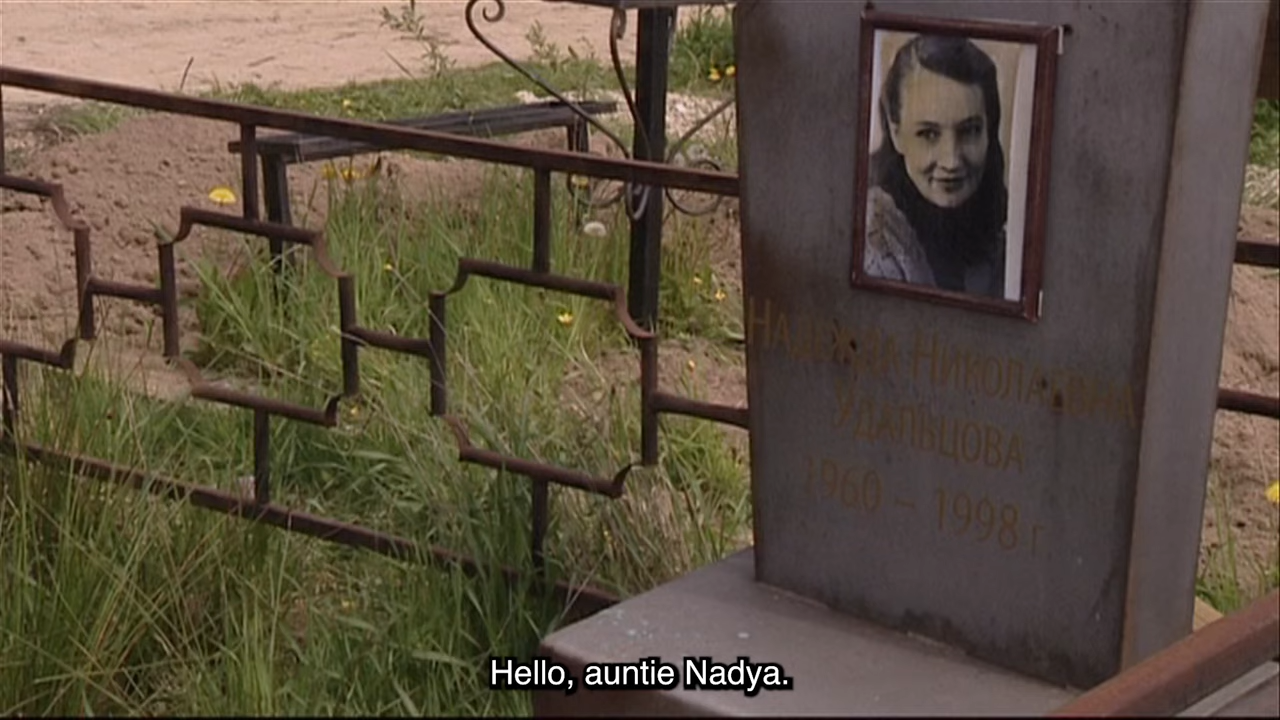 Надежда Николаевна
Удальцова
1960 – 1998 г.
Hello, auntie Nadya.